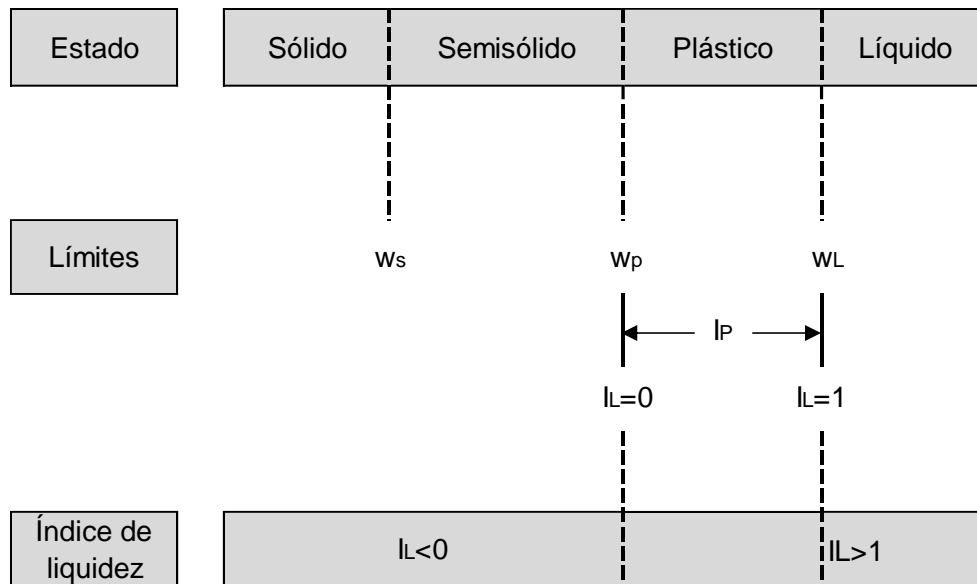 Estado Sólido Semisólido Plástico Líquido
Límites ws wp wL
IP
IL=0 IL=1
Índice de
liquidez
IL<0 IL>1